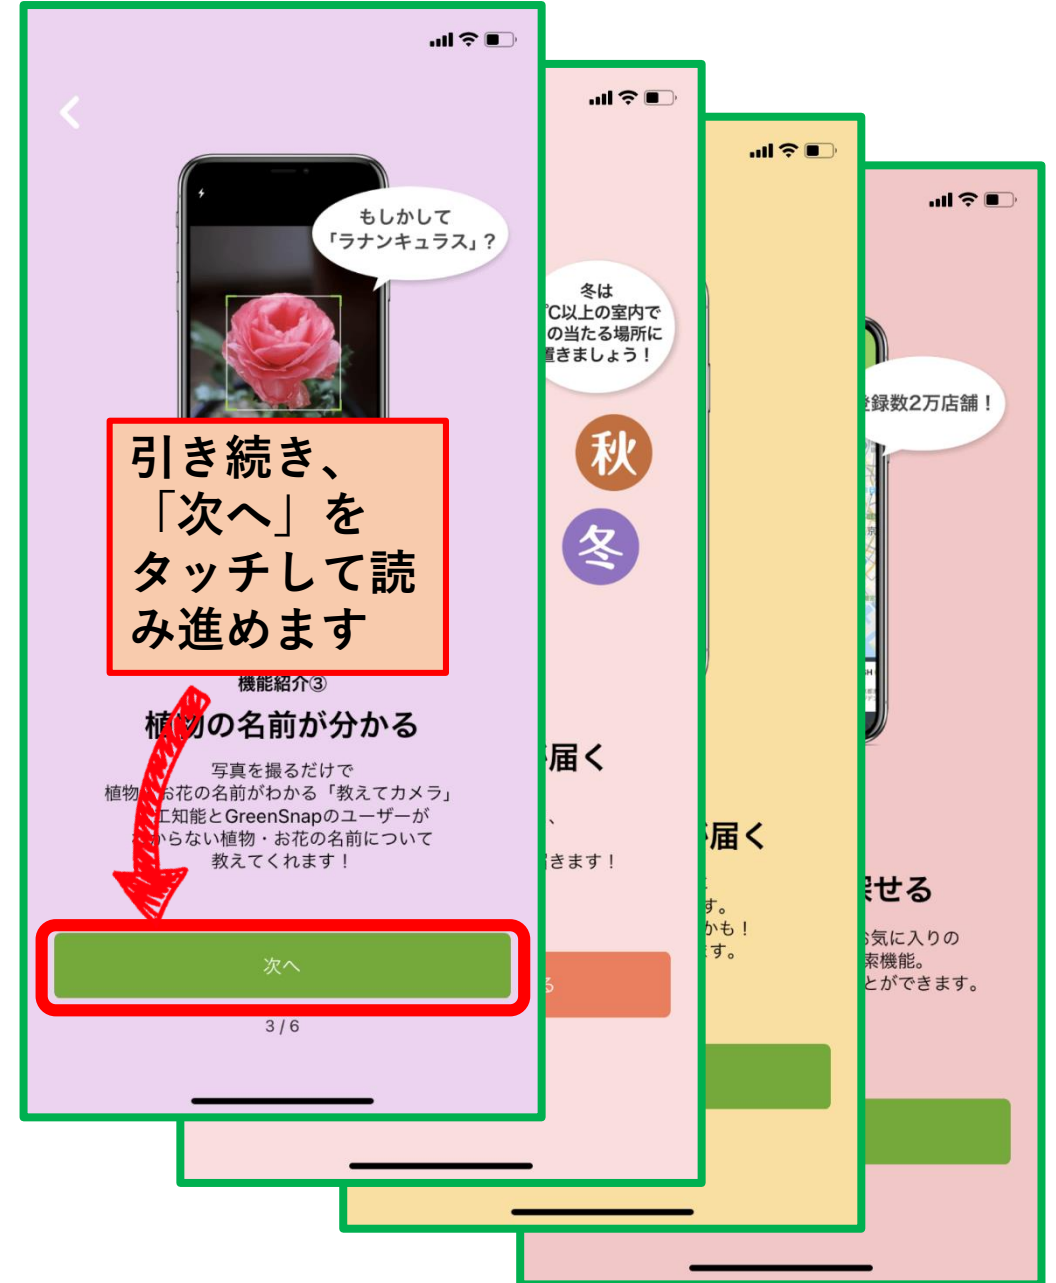 もしかして
「ラナンキュラス」?
引き続き、
「次へ」を
タッチして読
み進めます
機能紹介③
植物の名前が分かる
写真を撮るだけで
植物 お花の名前がわかる「教えてカメラ」
工知能とGreenSnapのユーザーが
からない植物・お花の名前について
教えてくれます!
次へ
3 / 6
冬は
℃以上の室内で
の当たる場所に
置きましょう!
秋
冬
届く
、
きます!
る
が届く
す。
かも!
す。
登録数2万店舗!
探せる
お気に入りの
索機能。
とができます。